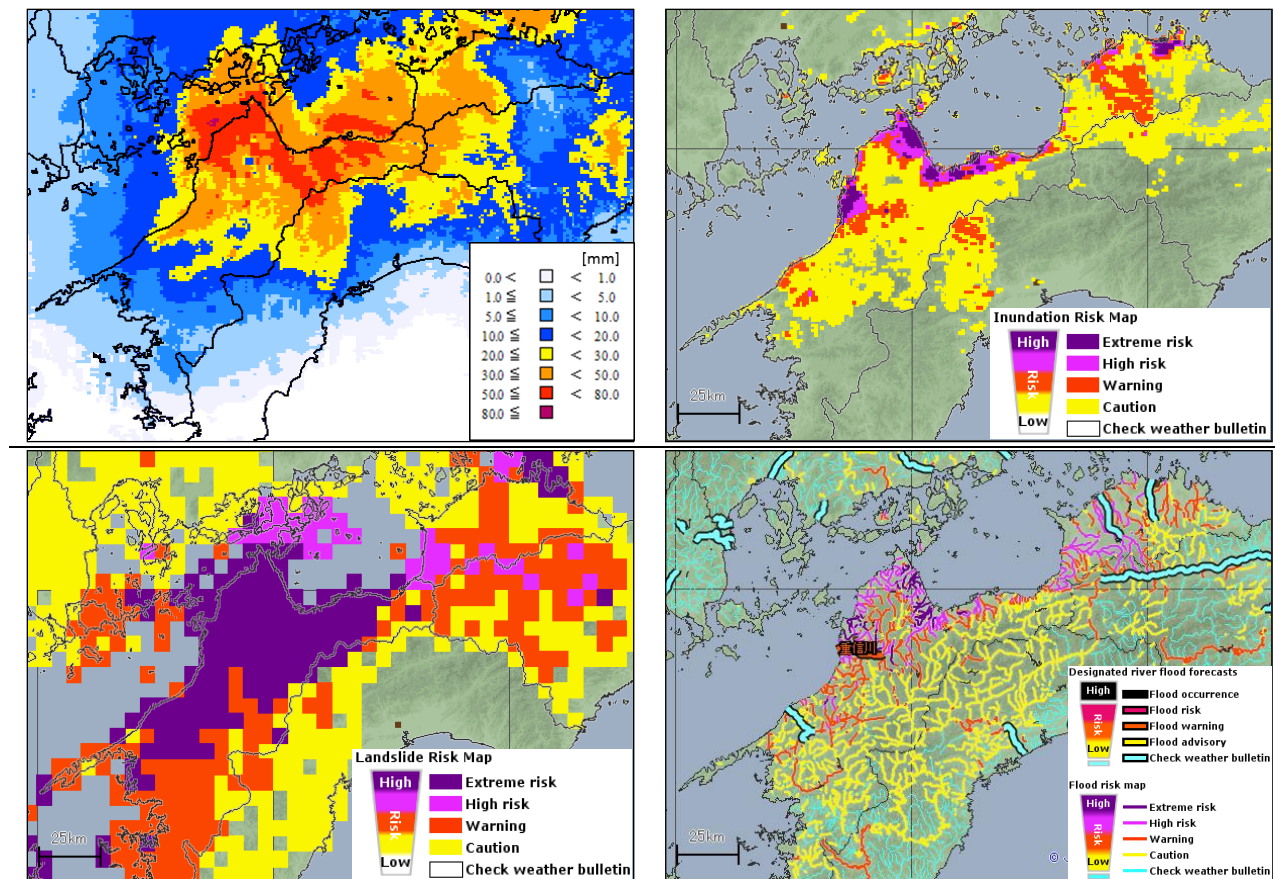 [mm]
0.0 < < 1.0
1.0 ≦ < 5.0
5.0 ≦ < 10.0
10.0 ≦ < 20.0
20.0 ≦ < 30.0
30.0 ≦ < 50.0
50.0 ≦ < 80.0
80.0 ≦
25km
Inundation Risk Map
High
Risk
Low
Extreme risk
High risk
Warning
Caution
Check weather bulletin
25km
Landslide Risk Map
High
Risk
Low
Extreme risk
High risk
Warning
Caution
Check weather bulletin
重信川
25km
Designated river flood forecasts
High
Risk
Low
Flood occurrence
Flood risk
Flood warning
Flood advisory
Check weather bulletin
Flood risk map
High
Risk
Low
Extreme risk
High risk
Warning
Caution
Check weather bulletin
©